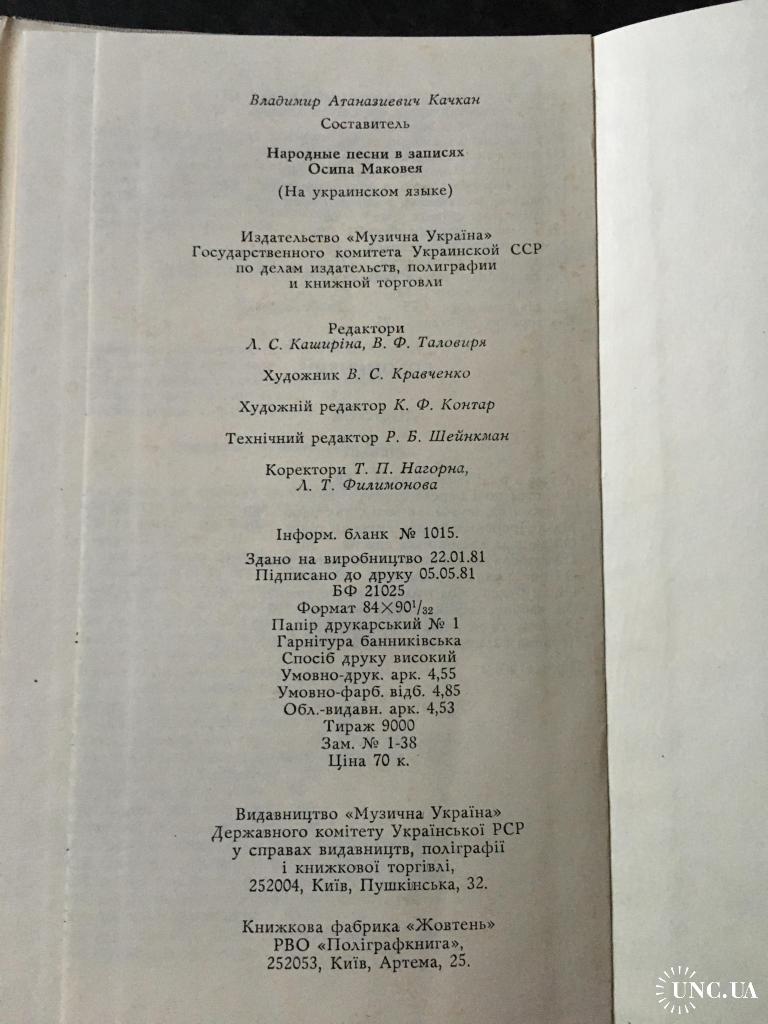 Владимир Атаназиевич Качкан
Составитель
Народные песни в записях
Осипа Маковея
(На украинском языке)
Издательство «Музична Україна»
Государственного комитета Украинской ССР
по делам издательств, полиграфии
и книжной торговли
Редактори
Л. С. Каширіна, В. Ф. Таловиря
Художник В. С. Кравченко
Художній редактор К. Ф. Контар
Технічний редактор Р. Б. Шейнкман
Коректори Т. П. Нагорна,
Л. Т. Филимонова
Інформ. бланк № 1015.
Здано на виробництво 22.01.81
Підписано до друку 05.05.81
БФ 21025
Формат 84×90¹/₃₂
Папір друкарський № 1
Гарнітура банниківська
Спосіб друку високий
Умовно-друк. арк. 4,55
Умовно-фарб. відб. 4,85
Обл.-видавн. арк. 4,53
Тираж 9000
Зам. № 1-38
Ціна 70 к.
Видавництво «Музична Україна»
Державного комітету Української РСР
у справах видавництв, поліграфії
і книжкової торгівлі,
252004, Київ, Пушкінська, 32.
Книжкова фабрика «Жовтень»
РВО «Поліграфкнига»,
252053, Київ, Артема, 25.
UNC.UA